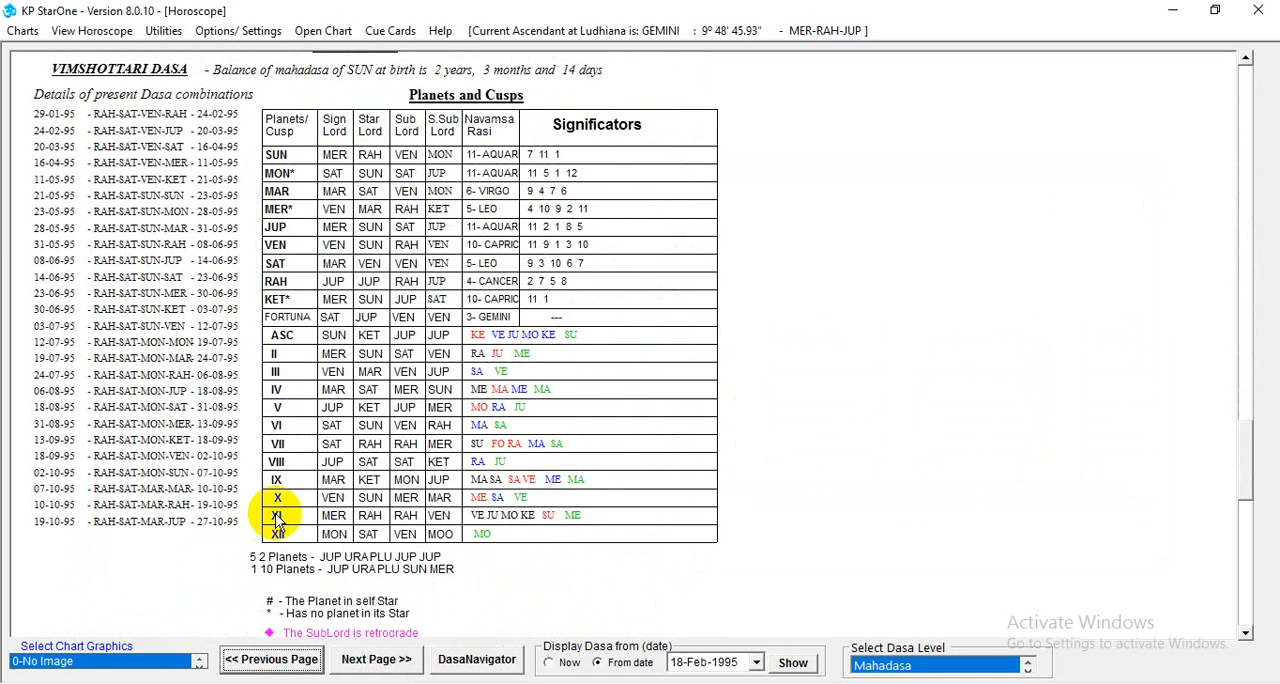 KP StarOne - Version 8.0.10 - [Horoscope]
Charts View Horoscope Utilities Options/ Settings Open Chart Cue Cards Help [Current Ascendant at Ludhiana is: GEMINI : 9º 48' 45.93" - MER-RAH-JUP ]
VIMSHOTTARI DASA - Balance of mahadasa of SUN at birth is 2 years, 3 months and 14 days
Details of present Dasa combinations
29-01-95 - RAH-SAT-VEN-RAH - 24-02-95
24-02-95 - RAH-SAT-VEN-JUP - 20-03-95
20-03-95 - RAH-SAT-VEN-SAT - 16-04-95
16-04-95 - RAH-SAT-VEN-MER - 11-05-95
11-05-95 - RAH-SAT-VEN-KET - 21-05-95
21-05-95 - RAH-SAT-SUN-SUN - 23-05-95
23-05-95 - RAH-SAT-SUN-MON - 28-05-95
28-05-95 - RAH-SAT-SUN-MAR - 31-05-95
31-05-95 - RAH-SAT-SUN-RAH - 08-06-95
08-06-95 - RAH-SAT-SUN-JUP - 14-06-95
14-06-95 - RAH-SAT-SUN-SAT - 23-06-95
23-06-95 - RAH-SAT-SUN-MER - 30-06-95
30-06-95 - RAH-SAT-SUN-KET - 03-07-95
03-07-95 - RAH-SAT-SUN-VEN - 12-07-95
12-07-95 - RAH-SAT-MON-MON- 19-07-95
19-07-95 - RAH-SAT-MON-MAR- 24-07-95
24-07-95 - RAH-SAT-MON-RAH- 06-08-95
06-08-95 - RAH-SAT-MON-JUP - 18-08-95
18-08-95 - RAH-SAT-MON-SAT - 31-08-95
31-08-95 - RAH-SAT-MON-MER- 13-09-95
13-09-95 - RAH-SAT-MON-KET- 18-09-95
18-09-95 - RAH-SAT-MON-VEN - 02-10-95
02-10-95 - RAH-SAT-MON-SUN - 07-10-95
07-10-95 - RAH-SAT-MAR-MAR- 10-10-95
10-10-95 - RAH-SAT-MAR-RAH- 19-10-95
19-10-95 - RAH-SAT-MAR-JUP - 27-10-95
Planets and Cusps
Planets/ Cusp Sign Lord Star Lord Sub Lord S.Sub Lord Navamsa Rasi Significators
SUN MER RAH VEN MON 11- AQUAR 7 11 1
MON* SAT SUN SAT JUP 11- AQUAR 11 5 1 12
MAR MAR SAT VEN MON 6- VIRGO 9 4 7 6
MER* VEN MAR RAH KET 5- LEO 4 10 9 2 11
JUP MER SUN SAT JUP 11- AQUAR 11 2 1 8 5
VEN VEN SUN RAH VEN 10- CAPRIC 11 9 1 3 10
SAT MAR VEN VEN VEN 5- LEO 9 3 10 6 7
RAH JUP JUP RAH JUP 4- CANCER 2 7 5 8
KET* MER SUN JUP SAT 10- CAPRIC 11 1
FORTUNA SAT JUP VEN VEN 3- GEMINI ---
ASC SUN KET JUP JUP KE VE JU MO KE SU
II MER SUN SAT VEN RA JU ME
III VEN MAR VEN JUP SA VE
IV MAR SAT MER SUN ME MA ME MA
V JUP KET JUP MER MO RA JU
VI SAT SUN VEN RAH MA SA
VII SAT RAH RAH MER SU FO RA MA SA
VIII JUP SAT SAT KET RA JU
IX MAR KET MON JUP MA SA SA VE ME MA
X VEN SUN MER MAR ME SA VE
XI MER RAH RAH VEN VE JU MO KE SU ME
XII MON SAT VEN MOO MO
5 2 Planets - JUP URA PLU JUP JUP
1 10 Planets - JUP URA PLU SUN MER
# - The Planet in self Star
* - Has no planet in its Star
◆ The SubLord is retrograde
Activate Windows
Go to Settings to activate Windows.
Select Chart Graphics
0-No Image
<< Previous Page
Next Page >>
DasaNavigator
Display Dasa from (date)
Now From date 18-Feb-1995 Show
Select Dasa Level
Mahadasa